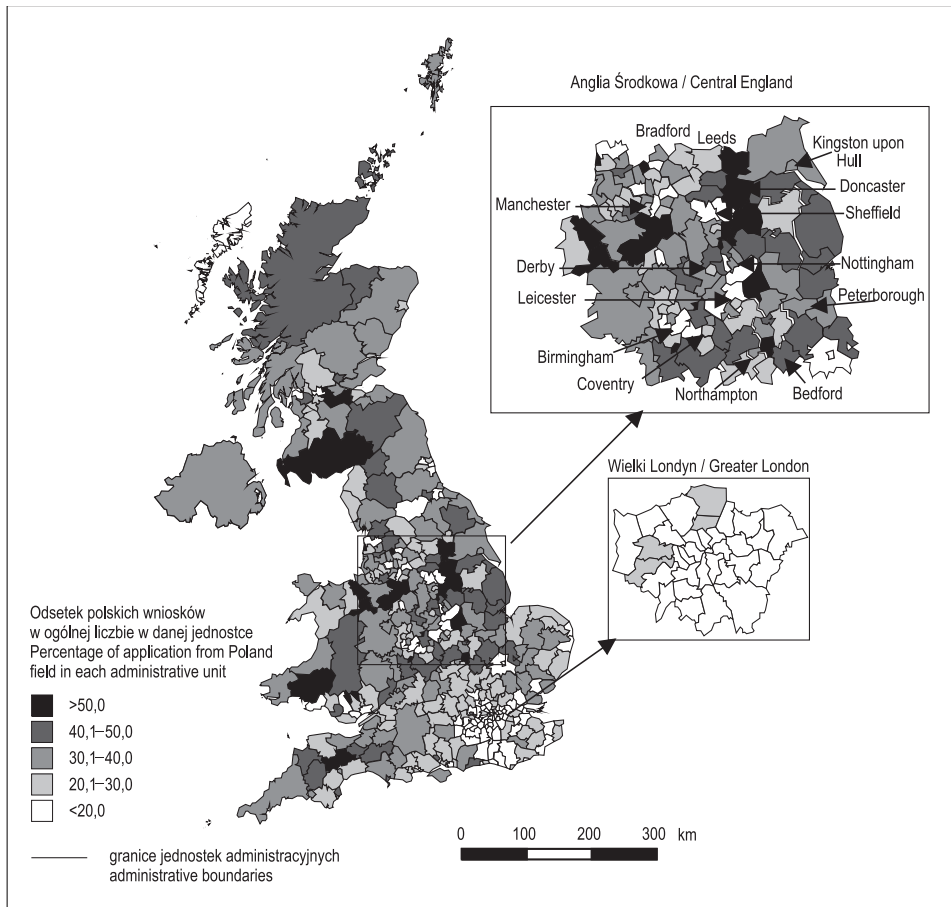 Anglia Środkowa / Central England
Bradford
Leeds
Kingston upon
Hull
Doncaster
Manchester
Sheffield
Derby
Nottingham
Leicester
Peterborough
Birmingham
Coventry
Northampton
Bedford
Wielki Londyn / Greater London
Odsetek polskich wniosków
w ogólnej liczbie w danej jednostce
Percentage of application from Poland
field in each administrative unit
>50,0
40,1–50,0
30,1–40,0
20,1–30,0
<20,0
granice jednostek administracyjnych
administrative boundaries
0 100 200 300 km